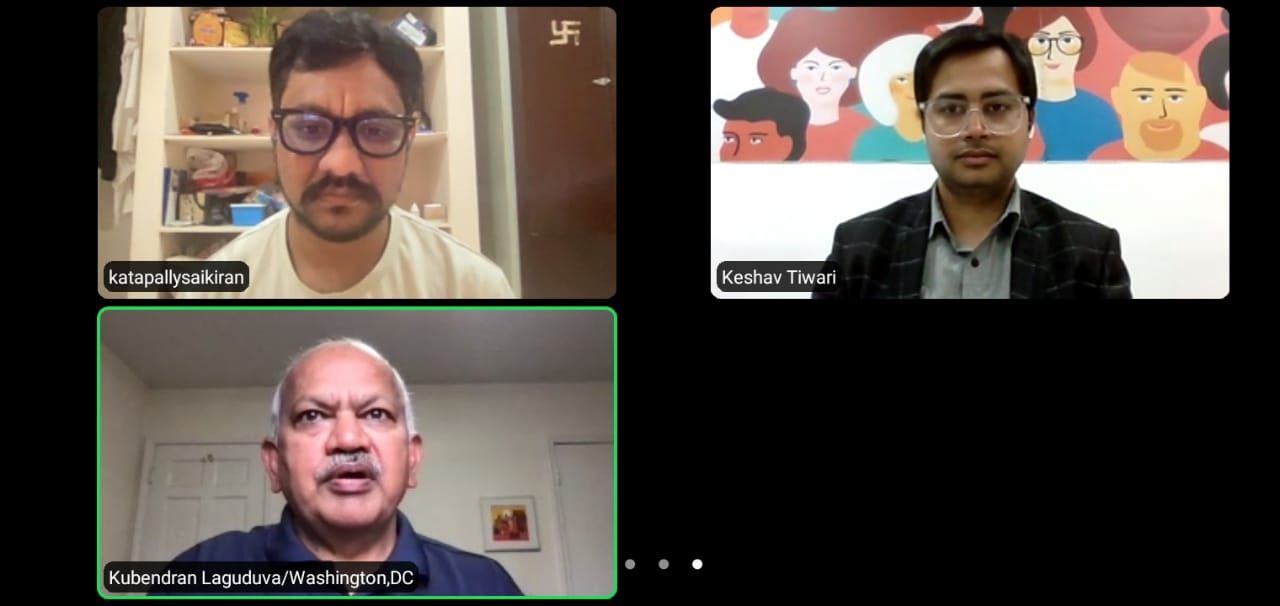 katapallysaikiran
Keshav Tiwari
Kubendran Laguduva/Washington,DC